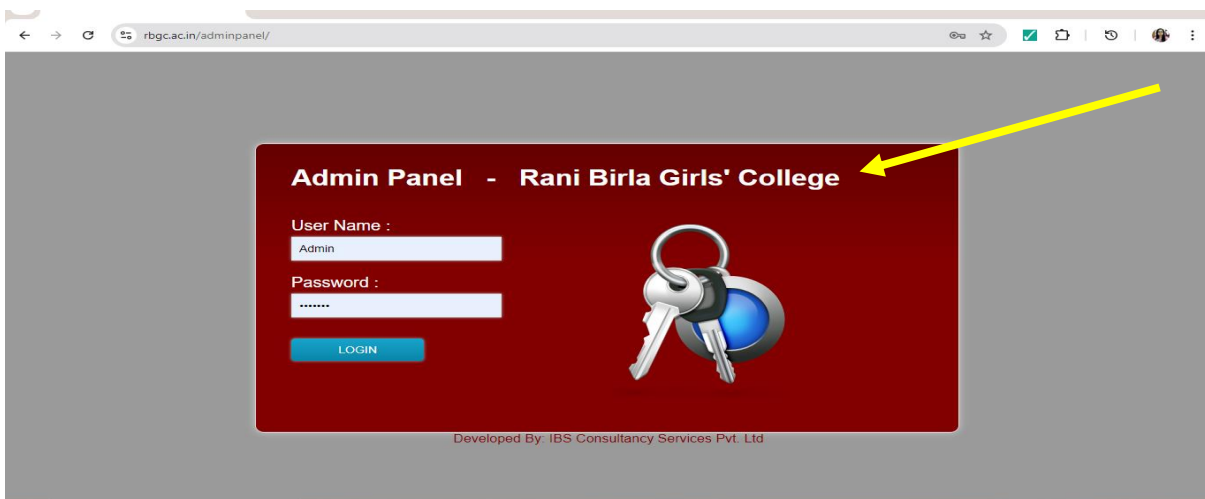 rbgc.ac.in/adminpanel/
Admin Panel - Rani Birla Girls' College
User Name :
Admin
Password :
•••••••
LOGIN
Developed By: IBS Consultancy Services Pvt. Ltd